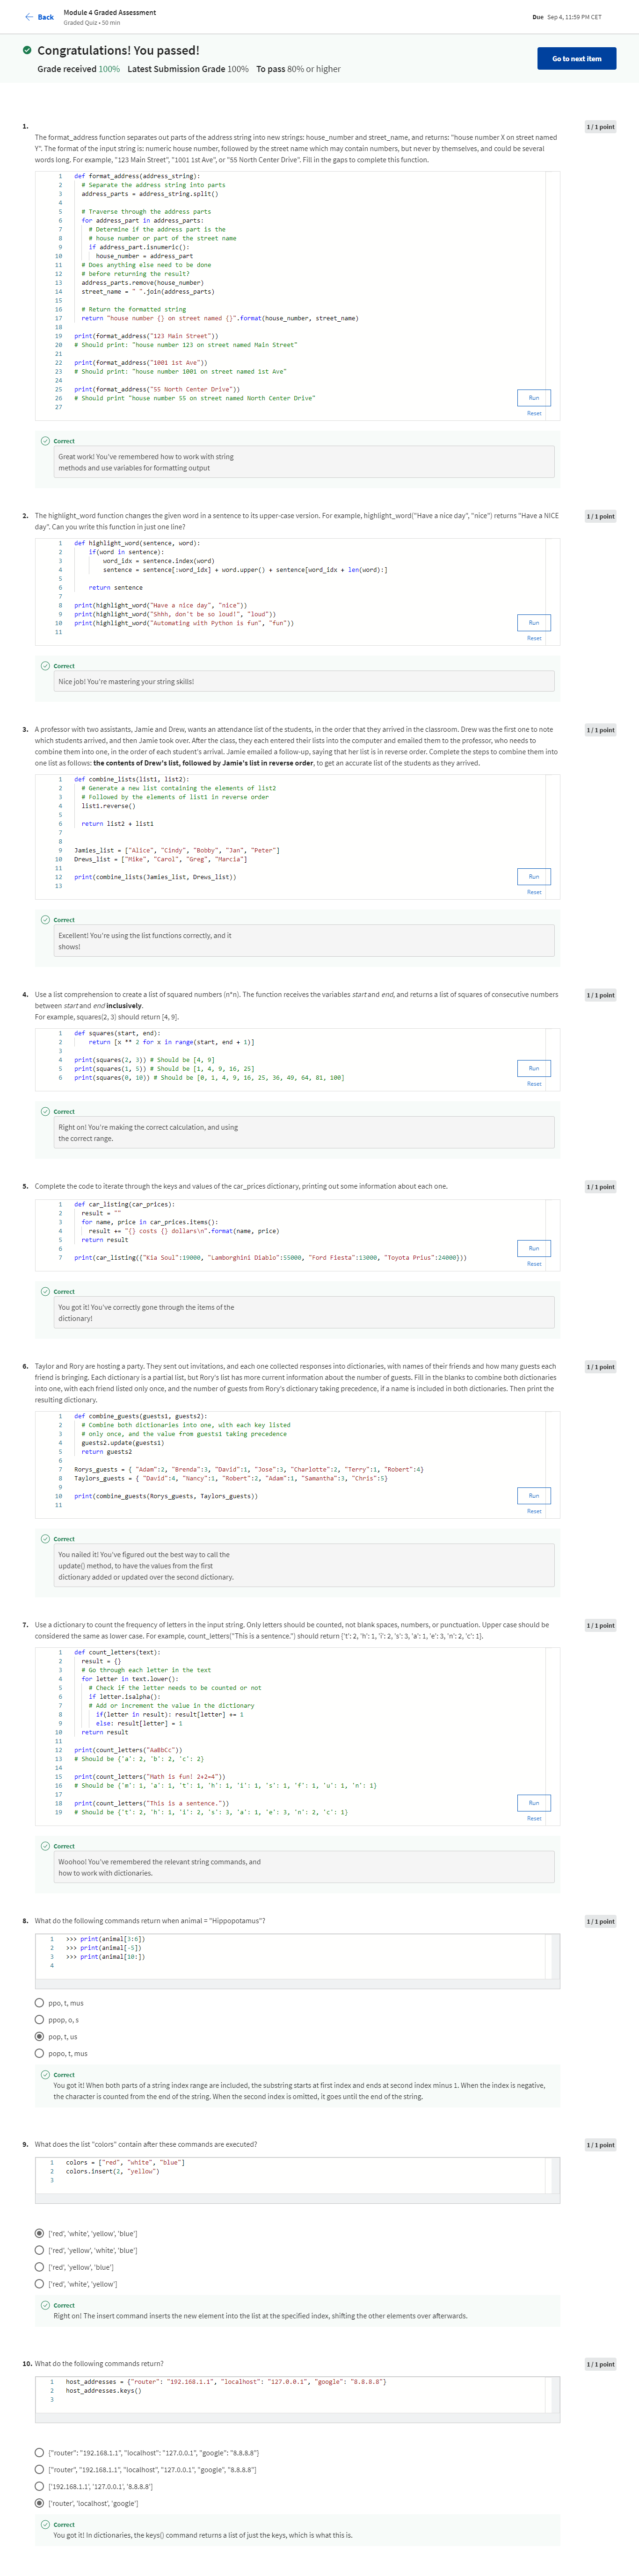 Back
Module 4 Graded Assessment
Graded Quiz • 50 min
Due Sep 4, 11:59 PM CET
Congratulations! You passed!
Grade received 100% Latest Submission Grade 100% To pass 80% or higher
Go to next item
1.
1 / 1 point
The format_address function separates out parts of the address string into new strings: house_number and street_name, and returns: "house number X on street named
Y". The format of the input string is: numeric house number, followed by the street name which may contain numbers, but never by themselves, and could be several
words long. For example, "123 Main Street", "1001 1st Ave", or "55 North Center Drive". Fill in the gaps to complete this function.
1 def format_address(address_string):
2 # Separate the address string into parts
3 address_parts = address_string.split()
4
5 # Traverse through the address parts
6 for address_part in address_parts:
7 # Determine if the address part is the
8 # house number or part of the street name
9 if address_part.isnumeric():
10 house_number = address_part
11 # Does anything else need to be done
12 # before returning the result?
13 address_parts.remove(house_number)
14 street_name = " ".join(address_parts)
15
16 # Return the formatted string
17 return "house number {} on street named {}".format(house_number, street_name)
18
19 print(format_address("123 Main Street"))
20 # Should print: "house number 123 on street named Main Street"
21
22 print(format_address("1001 1st Ave"))
23 # Should print: "house number 1001 on street named 1st Ave"
24
25 print(format_address("55 North Center Drive"))
26 # Should print "house number 55 on street named North Center Drive"
27
Run
Reset
Correct
Great work! You've remembered how to work with string
methods and use variables for formatting output
2. The highlight_word function changes the given word in a sentence to its upper-case version. For example, highlight_word("Have a nice day", "nice") returns "Have a NICE
day". Can you write this function in just one line?
1 / 1 point
1 def highlight_word(sentence, word):
2 if(word in sentence):
3 word_idx = sentence.index(word)
4 sentence = sentence[:word_idx] + word.upper() + sentence[word_idx + len(word):]
5
6 return sentence
7
8 print(highlight_word("Have a nice day", "nice"))
9 print(highlight_word("Shhh, don't be so loud!", "loud"))
10 print(highlight_word("Automating with Python is fun", "fun"))
11
Run
Reset
Correct
Nice job! You're mastering your string skills!
3. A professor with two assistants, Jamie and Drew, wants an attendance list of the students, in the order that they arrived in the classroom. Drew was the first one to note
which students arrived, and then Jamie took over. After the class, they each entered their lists into the computer and emailed them to the professor, who needs to
combine them into one, in the order of each student's arrival. Jamie emailed a follow-up, saying that her list is in reverse order. Complete the steps to combine them into
one list as follows: the contents of Drew's list, followed by Jamie's list in reverse order, to get an accurate list of the students as they arrived.
1 / 1 point
1 def combine_lists(list1, list2):
2 # Generate a new list containing the elements of list2
3 # Followed by the elements of list1 in reverse order
4 list1.reverse()
5
6 return list2 + list1
7
8
9 Jamies_list = ["Alice", "Cindy", "Bobby", "Jan", "Peter"]
10 Drews_list = ["Mike", "Carol", "Greg", "Marcia"]
11
12 print(combine_lists(Jamies_list, Drews_list))
13
Run
Reset
Correct
Excellent! You're using the list functions correctly, and it
shows!
4. Use a list comprehension to create a list of squared numbers (n*n). The function receives the variables start and end, and returns a list of squares of consecutive numbers
between start and end inclusively.
For example, squares(2, 3) should return [4, 9].
1 / 1 point
1 def squares(start, end):
2 return [x ** 2 for x in range(start, end + 1)]
3
4 print(squares(2, 3)) # Should be [4, 9]
5 print(squares(1, 5)) # Should be [1, 4, 9, 16, 25]
6 print(squares(0, 10)) # Should be [0, 1, 4, 9, 16, 25, 36, 49, 64, 81, 100]
Run
Reset
Correct
Right on! You're making the correct calculation, and using
the correct range.
5. Complete the code to iterate through the keys and values of the car_prices dictionary, printing out some information about each one.
1 / 1 point
1 def car_listing(car_prices):
2 result = ""
3 for name, price in car_prices.items():
4 result += "{} costs {} dollars\n".format(name, price)
5 return result
6
7 print(car_listing({"Kia Soul":19000, "Lamborghini Diablo":55000, "Ford Fiesta":13000, "Toyota Prius":24000}))
Run
Reset
Correct
You got it! You've correctly gone through the items of the
dictionary!
6. Taylor and Rory are hosting a party. They sent out invitations, and each one collected responses into dictionaries, with names of their friends and how many guests each
friend is bringing. Each dictionary is a partial list, but Rory's list has more current information about the number of guests. Fill in the blanks to combine both dictionaries
into one, with each friend listed only once, and the number of guests from Rory's dictionary taking precedence, if a name is included in both dictionaries. Then print the
resulting dictionary.
1 / 1 point
1 def combine_guests(guests1, guests2):
2 # Combine both dictionaries into one, with each key listed
3 # only once, and the value from guests1 taking precedence
4 guests2.update(guests1)
5 return guests2
6
7 Rorys_guests = { "Adam":2, "Brenda":3, "David":1, "Jose":3, "Charlotte":2, "Terry":1, "Robert":4}
8 Taylors_guests = { "David":4, "Nancy":1, "Robert":2, "Adam":1, "Samantha":3, "Chris":5}
9
10 print(combine_guests(Rorys_guests, Taylors_guests))
11
Run
Reset
Correct
You nailed it! You've figured out the best way to call the
update() method, to have the values from the first
dictionary added or updated over the second dictionary.
7. Use a dictionary to count the frequency of letters in the input string. Only letters should be counted, not blank spaces, numbers, or punctuation. Upper case should be
considered the same as lower case. For example, count_letters("This is a sentence.") should return {'t': 2, 'h': 1, 'i': 2, 's': 3, 'a': 1, 'e': 3, 'n': 2, 'c': 1}.
1 / 1 point
1 def count_letters(text):
2 result = {}
3 # Go through each letter in the text
4 for letter in text.lower():
5 # Check if the letter needs to be counted or not
6 if letter.isalpha():
7 # Add or increment the value in the dictionary
8 if(letter in result): result[letter] += 1
9 else: result[letter] = 1
10 return result
11
12 print(count_letters("AaBbCc"))
13 # Should be {'a': 2, 'b': 2, 'c': 2}
14
15 print(count_letters("Math is fun! 2+2=4"))
16 # Should be {'m': 1, 'a': 1, 't': 1, 'h': 1, 'i': 1, 's': 1, 'f': 1, 'u': 1, 'n': 1}
17
18 print(count_letters("This is a sentence."))
19 # Should be {'t': 2, 'h': 1, 'i': 2, 's': 3, 'a': 1, 'e': 3, 'n': 2, 'c': 1}
Run
Reset
Correct
Woohoo! You've remembered the relevant string commands, and
how to work with dictionaries.
8. What do the following commands return when animal = "Hippopotamus"?
1 / 1 point
1 >>> print(animal[3:6])
2 >>> print(animal[-5])
3 >>> print(animal[10:])
4
ppo, t, mus
ppop, o, s
pop, t, us
popo, t, mus
Correct
You got it! When both parts of a string index range are included, the substring starts at first index and ends at second index minus 1. When the index is negative,
the character is counted from the end of the string. When the second index is omitted, it goes until the end of the string.
9. What does the list "colors" contain after these commands are executed?
1 / 1 point
1 colors = ["red", "white", "blue"]
2 colors.insert(2, "yellow")
3
['red', 'white', 'yellow', 'blue']
['red', 'yellow', 'white', 'blue']
['red', 'yellow', 'blue']
['red', 'white', 'yellow']
Correct
Right on! The insert command inserts the new element into the list at the specified index, shifting the other elements over afterwards.
10. What do the following commands return?
1 / 1 point
1 host_addresses = {"router": "192.168.1.1", "localhost": "127.0.0.1", "google": "8.8.8.8"}
2 host_addresses.keys()
3
{"router": "192.168.1.1", "localhost": "127.0.0.1", "google": "8.8.8.8"}
["router", "192.168.1.1", "localhost", "127.0.0.1", "google", "8.8.8.8"]
['192.168.1.1', '127.0.0.1', '8.8.8.8']
['router', 'localhost', 'google']
Correct
You got it! In dictionaries, the keys() command returns a list of just the keys, which is what this is.